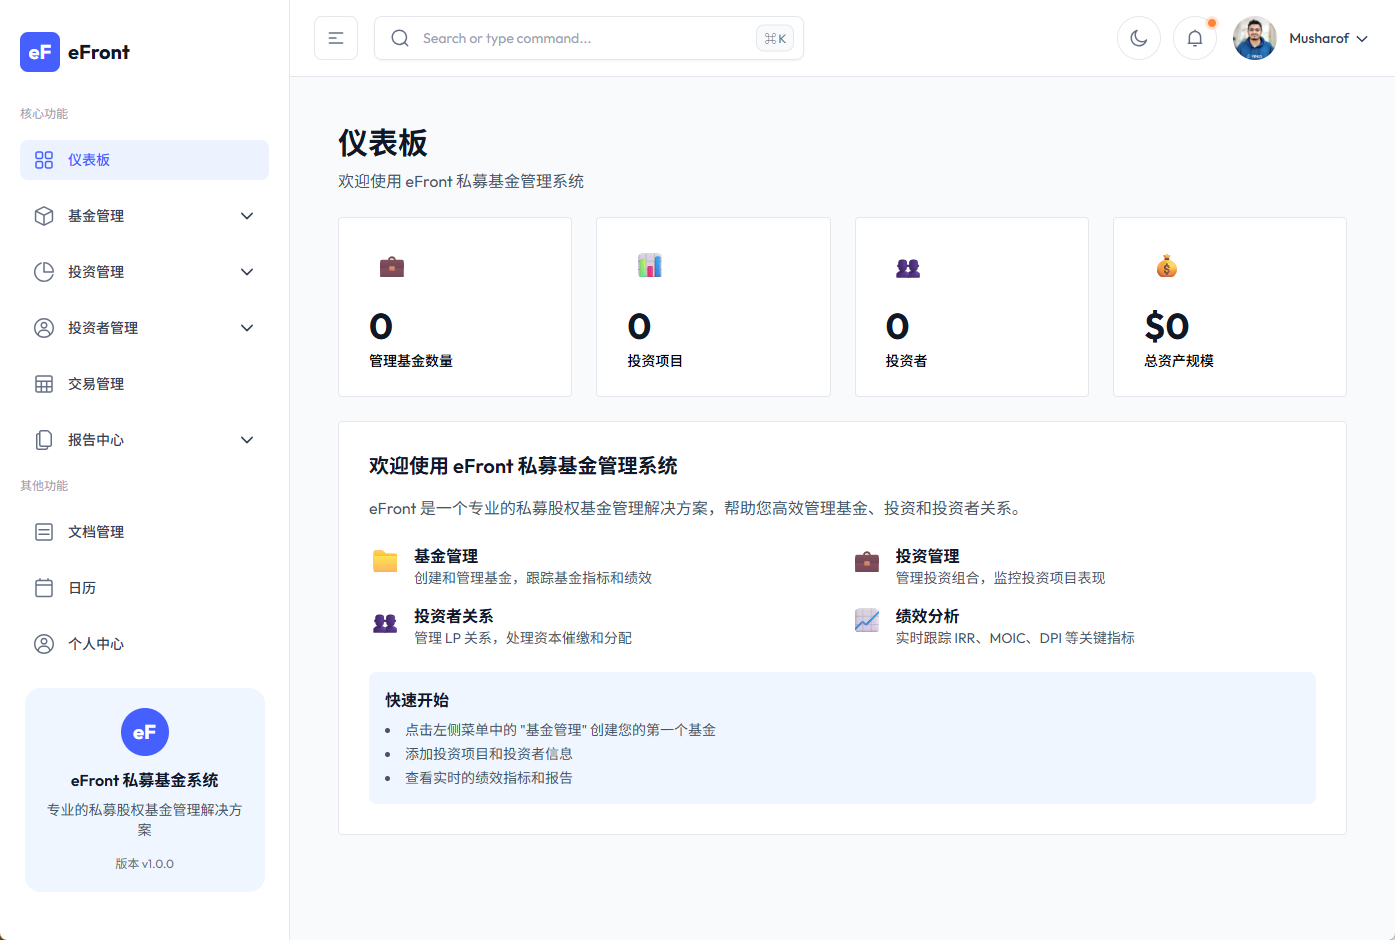 eF eFront
核心功能
仪表板
基金管理
投资管理
投资者管理
交易管理
报告中心
其他功能
文档管理
日历
个人中心
eF
eFront 私募基金系统
专业的私募股权基金管理解决方
案
版本 v1.0.0
Search or type command...
⌘K
Musharof
仪表板
欢迎使用 eFront 私募基金管理系统
0
管理基金数量
0
投资项目
0
投资者
$0
总资产规模
欢迎使用 eFront 私募基金管理系统
eFront 是一个专业的私募股权基金管理解决方案，帮助您高效管理基金、投资和投资者关系。
基金管理
创建和管理基金，跟踪基金指标和绩效
投资管理
管理投资组合，监控投资项目表现
投资者关系
管理 LP 关系，处理资本催缴和分配
绩效分析
实时跟踪 IRR、MOIC、DPI 等关键指标
快速开始
• 点击左侧菜单中的 "基金管理" 创建您的第一个基金
• 添加投资项目和投资者信息
• 查看实时的绩效指标和报告